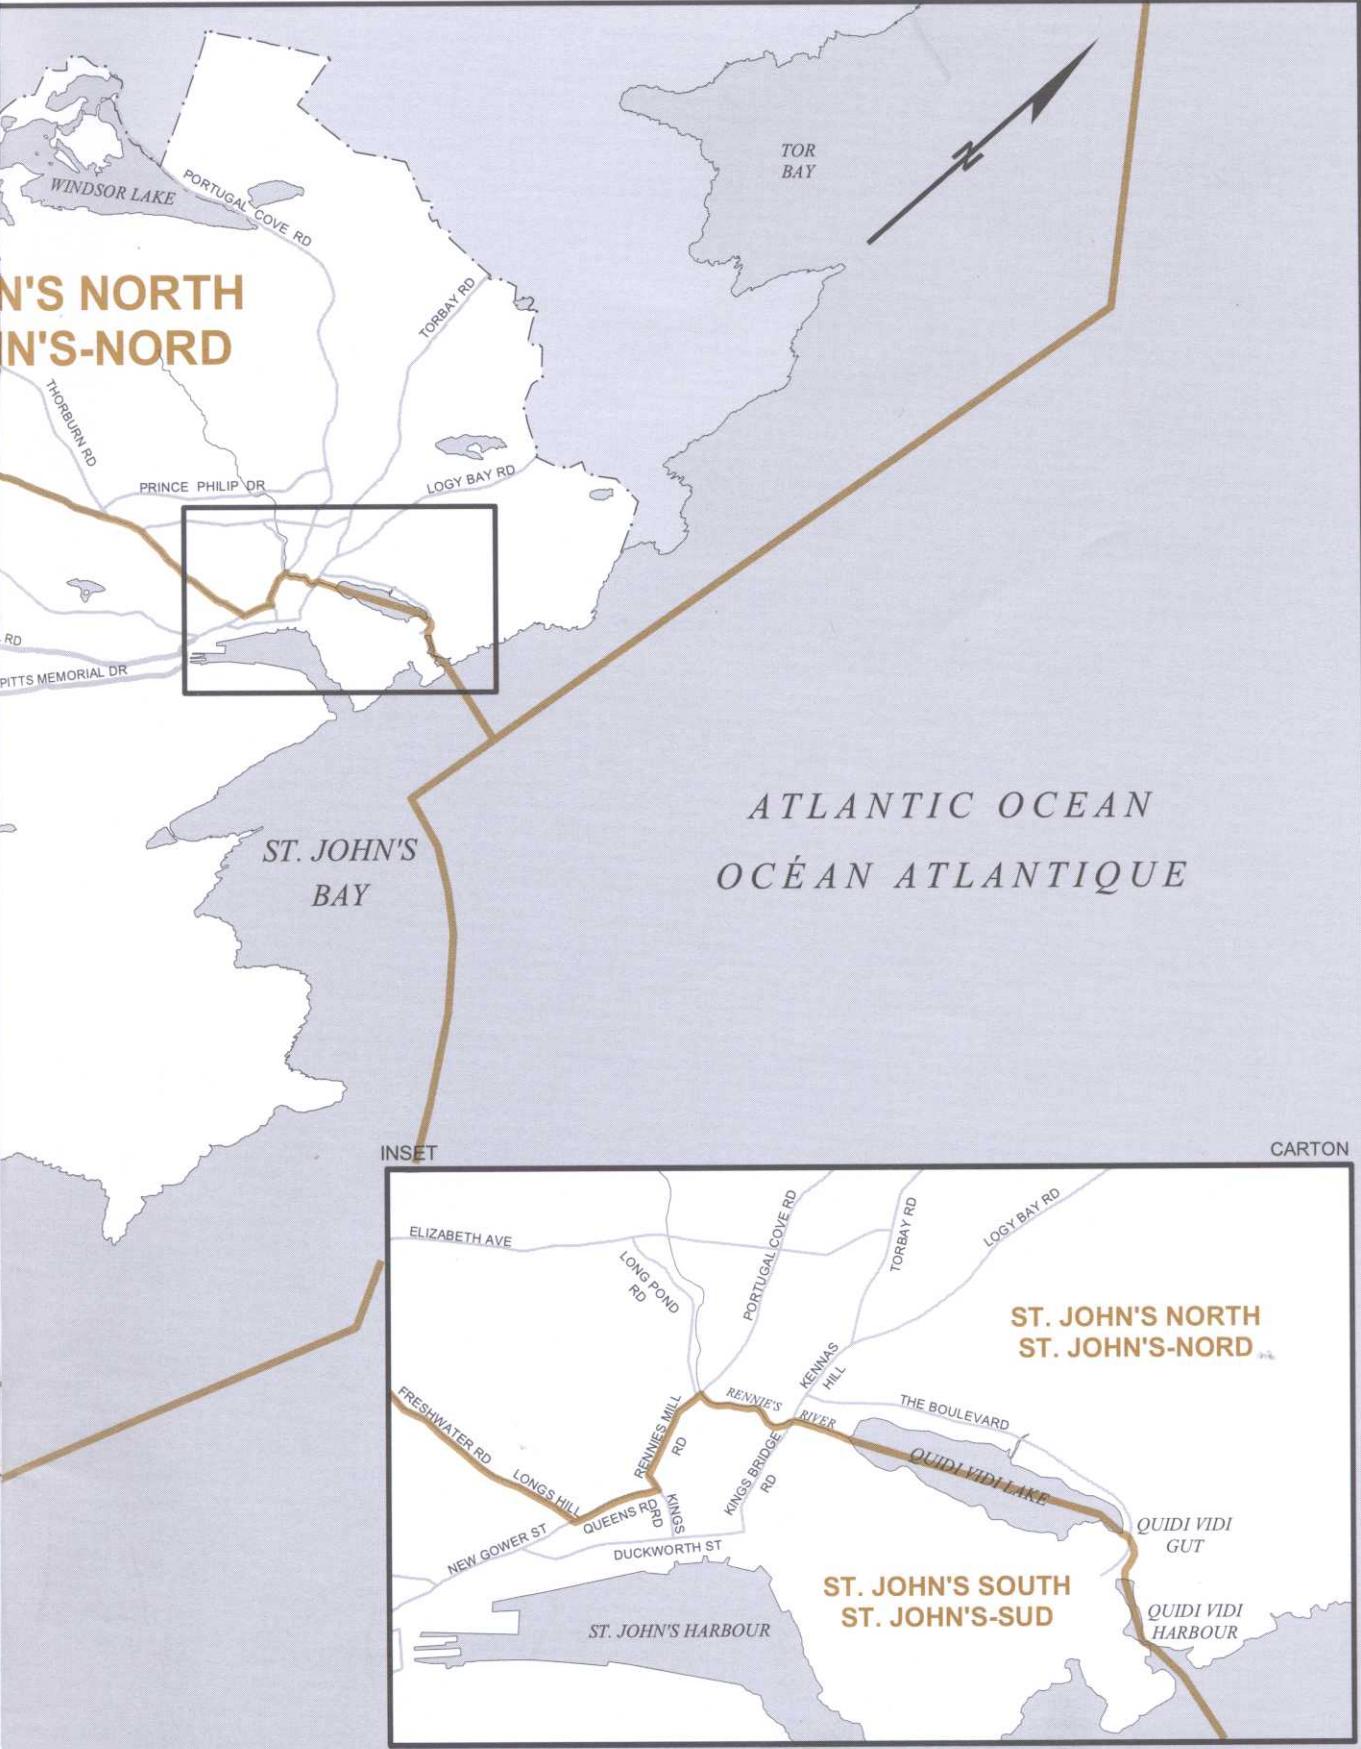 TOR
BAY
N
WINDSOR LAKE
PORTUGAL COVE RD
N'S NORTH
IN'S-NORD
TORBAY RD
THORBURN RD
PRINCE PHILIP DR
LOGY BAY RD
RD
PITTS MEMORIAL DR
ATLANTIC OCEAN
OCÉAN ATLANTIQUE
ST. JOHN'S
BAY
INSET
CARTON
ELIZABETH AVE
LONG POND
RD
PORTUGAL COVE RD
TORBAY RD
LOGY BAY RD
ST. JOHN'S NORTH
ST. JOHN'S-NORD
KENNAS
HILL
FRESHWATER RD
RENNIES MILL
RD
RENNIE'S
RIVER
THE BOULEVARD
QUIDI VIDI LAKE
LONGS HILL
QUEENS RD
KINGS
RD
KINGS BRIDGE
RD
NEW GOWER ST
DUCKWORTH ST
QUIDI VIDI
GUT
ST. JOHN'S SOUTH
ST. JOHN'S-SUD
ST. JOHN'S HARBOUR
QUIDI VIDI
HARBOUR